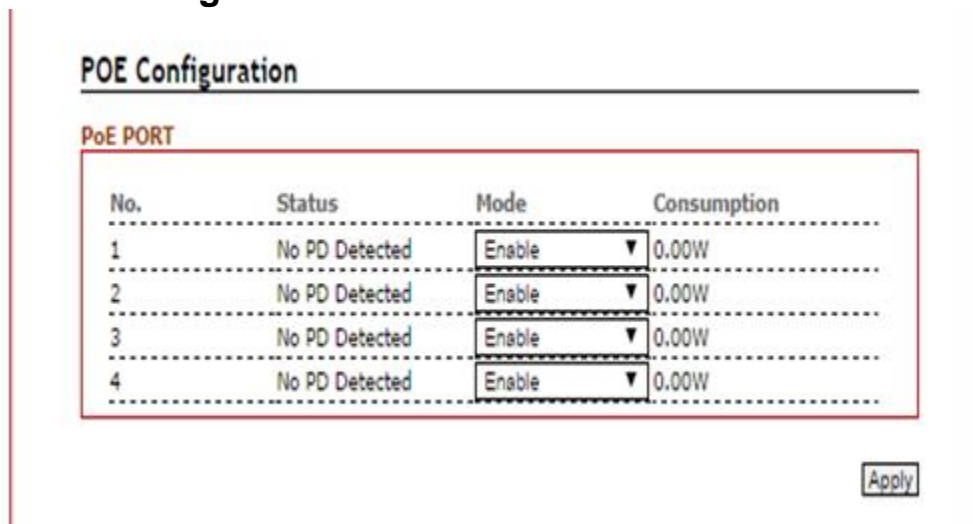 POE Configuration
PoE PORT
No. Status Mode Consumption
1 No PD Detected Enable ▼ 0.00W
2 No PD Detected Enable ▼ 0.00W
3 No PD Detected Enable ▼ 0.00W
4 No PD Detected Enable ▼ 0.00W
Apply